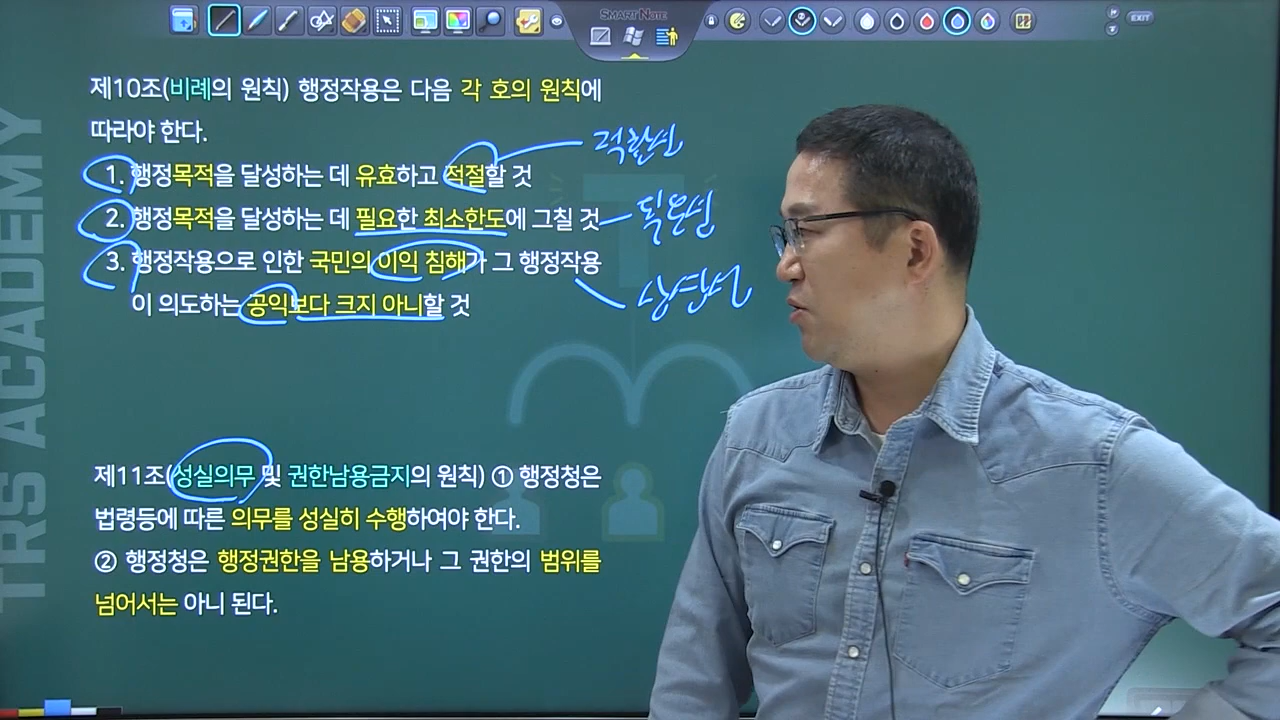 SMARTNOTE
EXIT
제10조(비례의 원칙) 행정작용은 다음 각 호의 원칙에
따라야 한다.
적합성
1. 행정목적을 달성하는 데 유효하고 적절할 것
2. 행정목적을 달성하는 데 필요한 최소한도에 그칠 것
필요성
3. 행정작용으로 인한 국민의 이익 침해가 그 행정작용
이 의도하는 공익보다 크지 아니할 것
상당성
제11조(성실의무 및 권한남용금지의 원칙) ① 행정청은
법령등에 따른 의무를 성실히 수행하여야 한다.
② 행정청은 행정권한을 남용하거나 그 권한의 범위를
넘어서는 아니 된다.
TRS ACADEMY